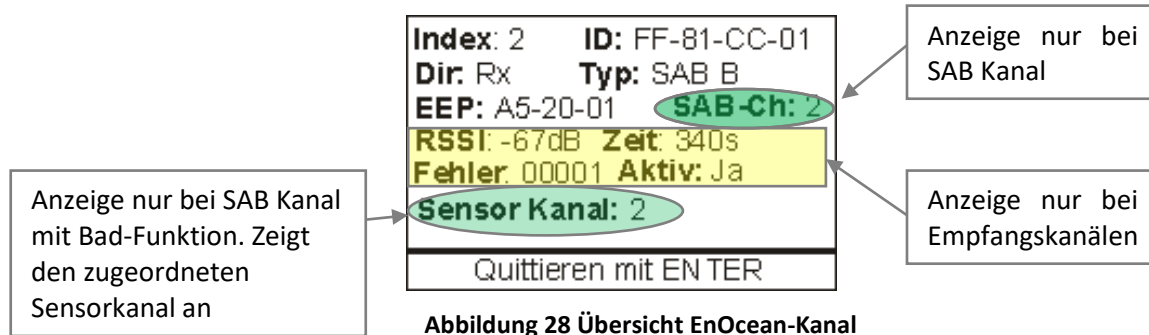 Index: 2 ID: FF-81-CC-01
Dir: Rx Typ: SAB B
EEP: A5-20-01 SAB-Ch: 2
RSSI: -67dB Zeit: 340s
Fehler: 00001 Aktiv: Ja
Sensor Kanal: 2
Quittieren mit ENTER
Anzeige nur bei
SAB Kanal
Anzeige nur bei
Empfangskanälen
Anzeige nur bei SAB Kanal
mit Bad-Funktion. Zeigt
den zugeordneten
Sensorkanal an
Abbildung 28 Übersicht EnOcean-Kanal